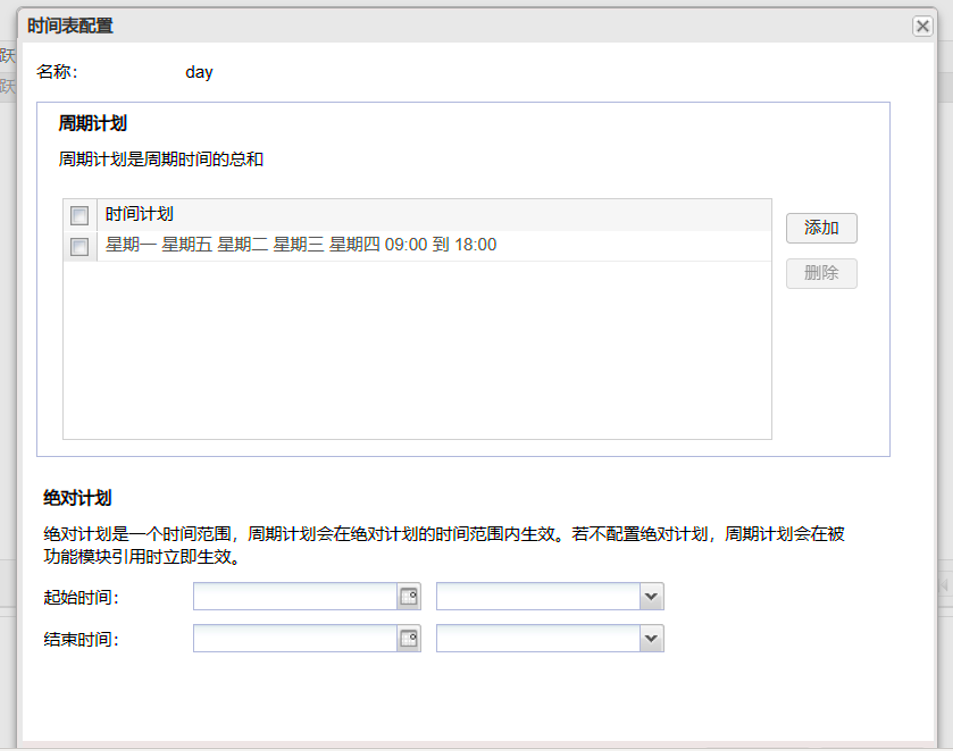 时间表配置
跃
名称： day
跃
周期计划
周期计划是周期时间的总和
时间计划
添加
星期一 星期五 星期二 星期三 星期四 09:00 到 18:00
删除
绝对计划
绝对计划是一个时间范围，周期计划会在绝对计划的时间范围内生效。若不配置绝对计划，周期计划会在被
功能模块引用时立即生效。
起始时间：
结束时间：